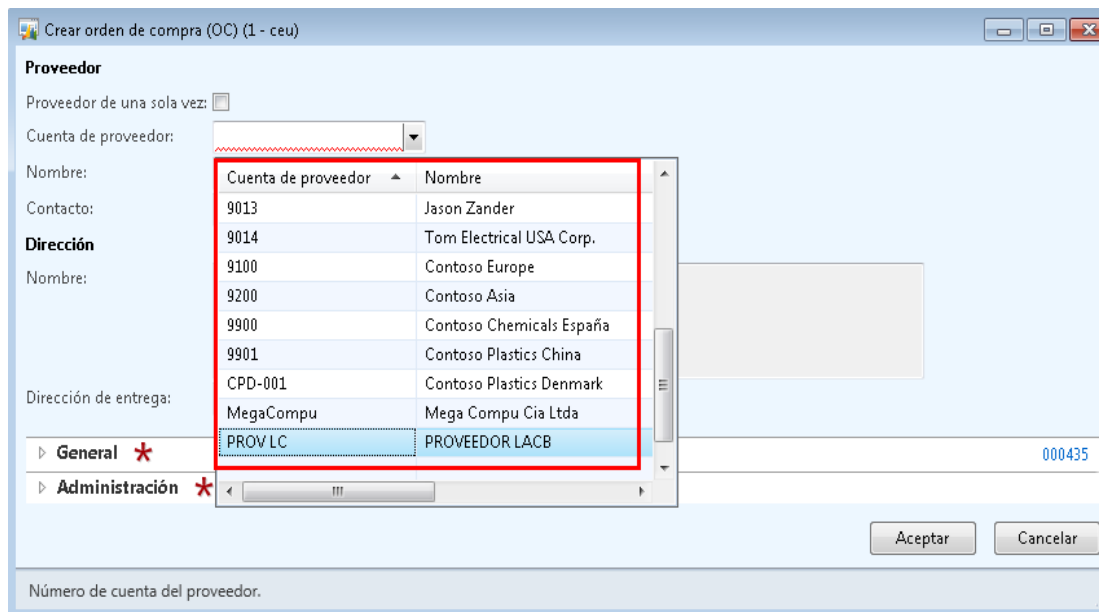 Crear orden de compra (OC) (1 - ceu)
Proveedor
Proveedor de una sola vez:
Cuenta de proveedor:
Nombre:
Contacto:
Dirección
Nombre:
Dirección de entrega:
Cuenta de proveedor Nombre
9013 Jason Zander
9014 Tom Electrical USA Corp.
9100 Contoso Europe
9200 Contoso Asia
9900 Contoso Chemicals España
9901 Contoso Plastics China
CPD-001 Contoso Plastics Denmark
MegaCompu Mega Compu Cia Ltda
PROV LC PROVEEDOR LACB
General 000435
Administración
Aceptar Cancelar
Número de cuenta del proveedor.